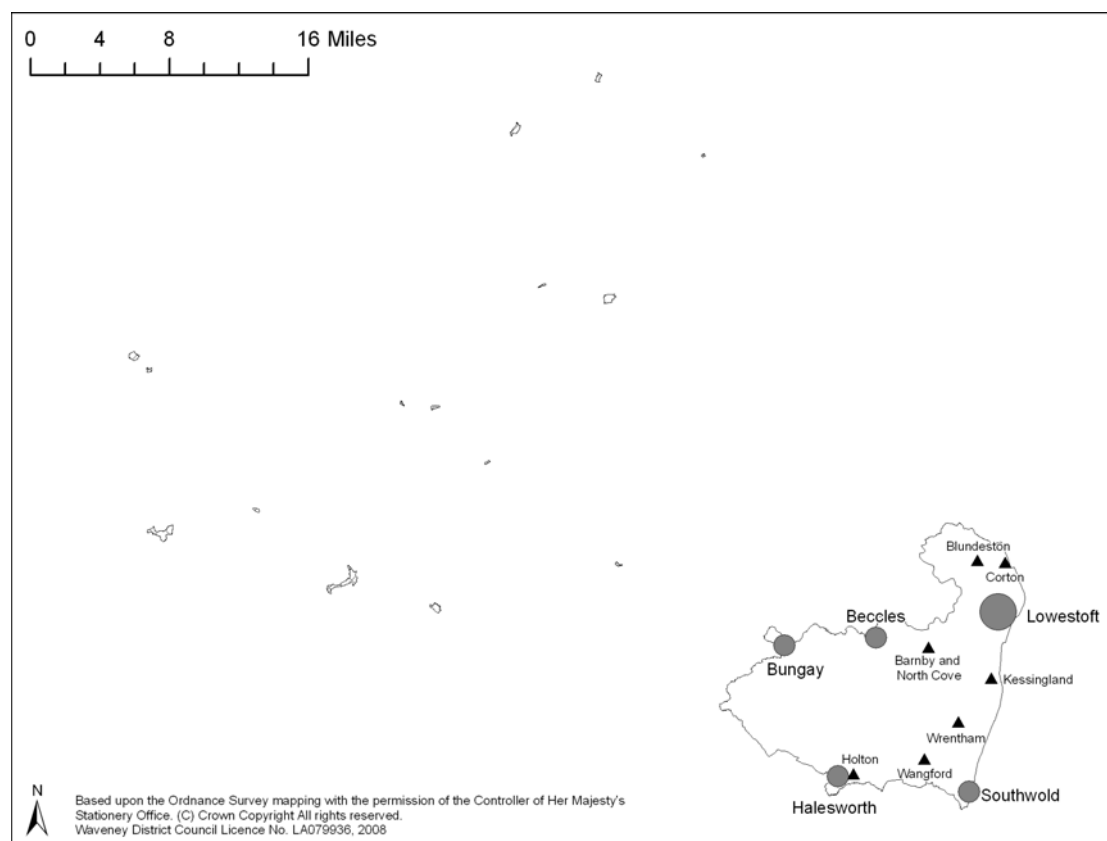 0 4 8 16 Miles
Blundestön
Corton
Lowestoft
Beccles
Bungay
Barnby and
North Cove
Kessingland
Wrentham
Holton
Wangford
Halesworth
Southwold
N
Based upon the Ordnance Survey mapping with the permission of the Controller of Her Majesty's
Stationery Office. (C) Crown Copyright All rights reserved.
Waveney District Council Licence No. LA079936, 2008